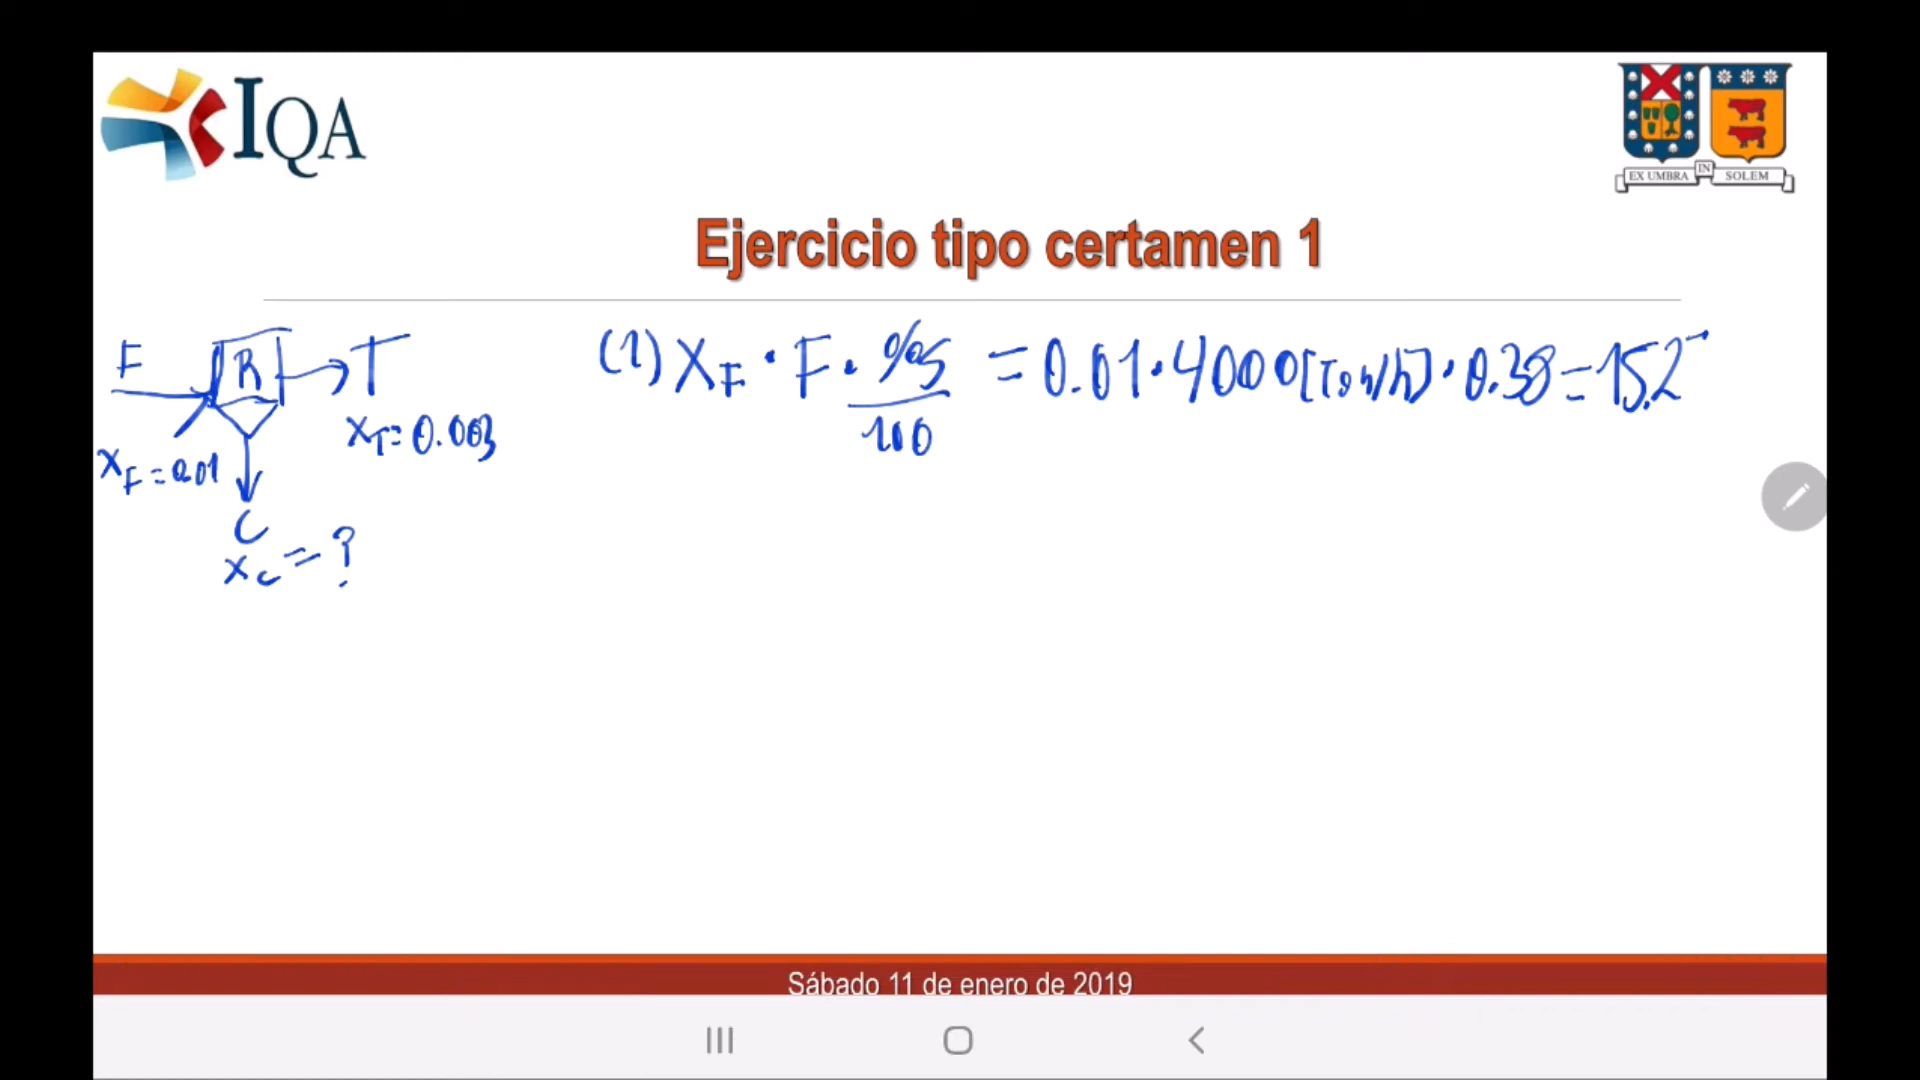 IQA
EX UMBRA IN SOLEM
Ejercicio tipo certamen 1
F R T
x_T = 0.003
x_F = 0.01
C
x_C = ?
(1) X_F · F · %s/100 = 0.01 · 4000 [Ton/h] · 0.38 = 15.2
Sábado 11 de enero de 2019